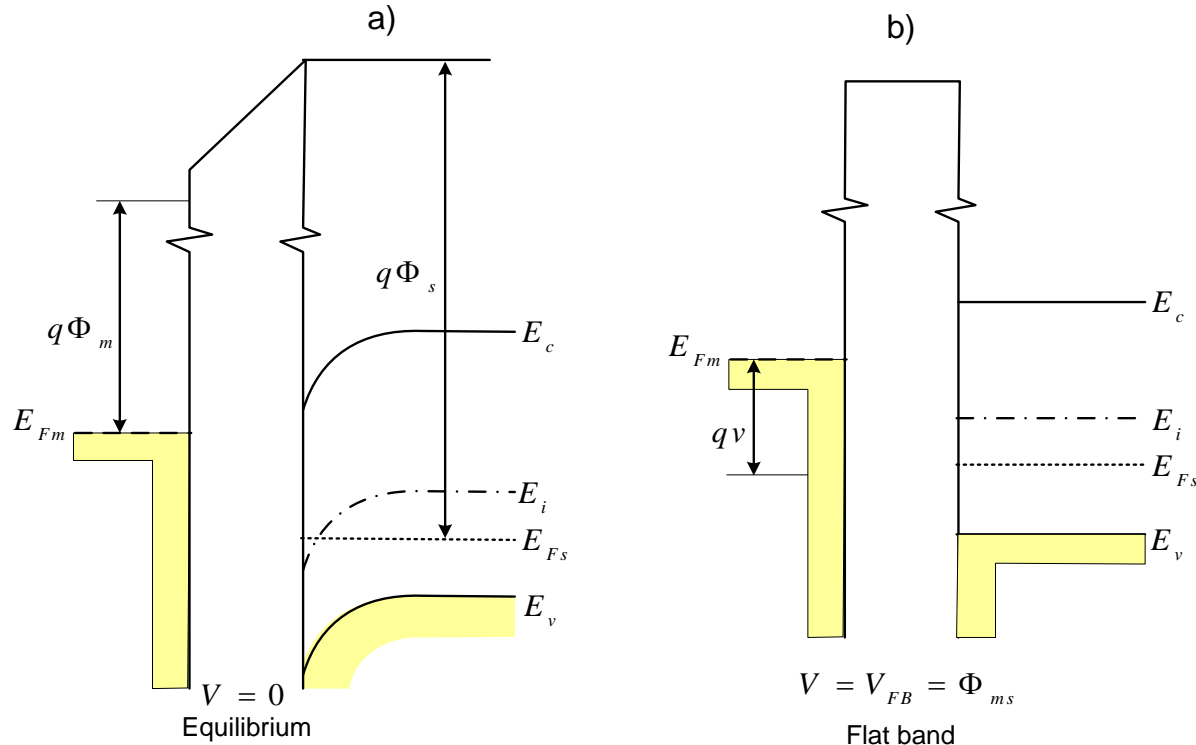 a)
qΦm
EFm
qΦs
Ec
Ei
EFs
Ev
V = 0
Equilibrium
b)
EFm
qv
Ec
Ei
EFs
Ev
V = VFB = Φms
Flat band